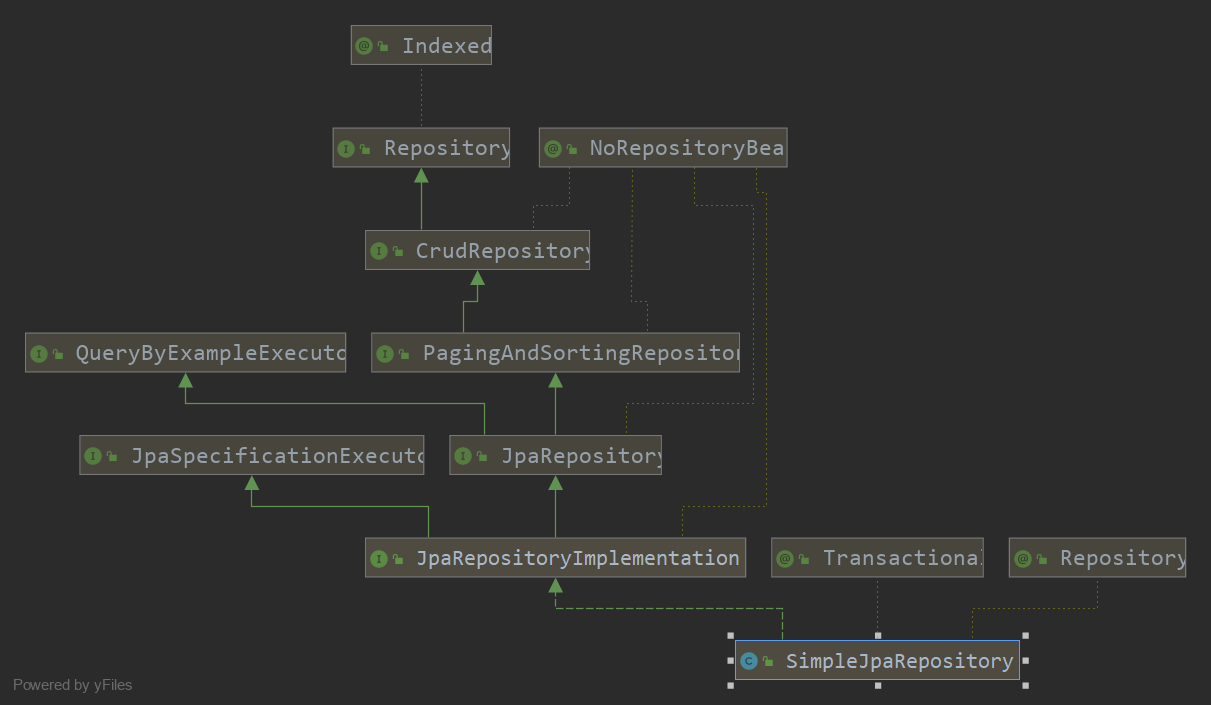 @ Indexed
I Repository
@ NoRepositoryBea
I CrudRepository
I QueryByExampleExecuto
I PagingAndSortingRepositor
I JpaSpecificationExecuto
I JpaRepository
I JpaRepositoryImplementation
@ Transactional
@ Repository
C SimpleJpaRepository
Powered by yFiles